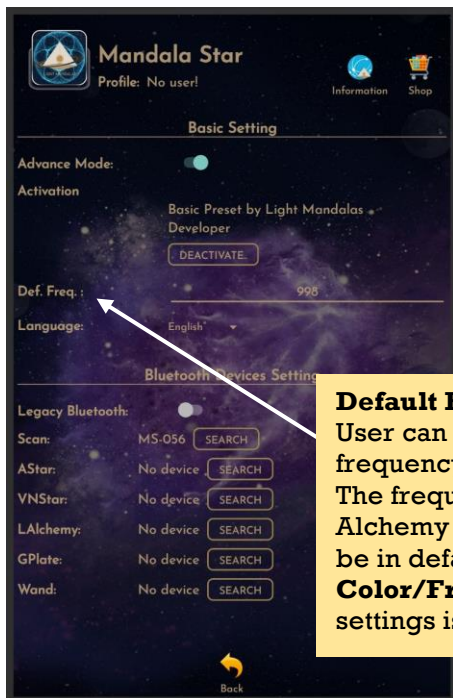 Mandala Star
Profile: No user!
Information Shop
Basic Setting
Advance Mode:
Activation
Basic Preset by Light Mandalas
Developer
DEACTIVATE
Def. Freq. : 998
Language: English
Bluetooth Devices Setting
Legacy Bluetooth:
Scan: MS-056 SEARCH
AStar: No device SEARCH
VNStar: No device SEARCH
LAlchemy: No device SEARCH
GPlate: No device SEARCH
Wand: No device SEARCH
Back
Default
User can
frequency
The frequ
Alchemy
be in defa
Color/Fr
settings is